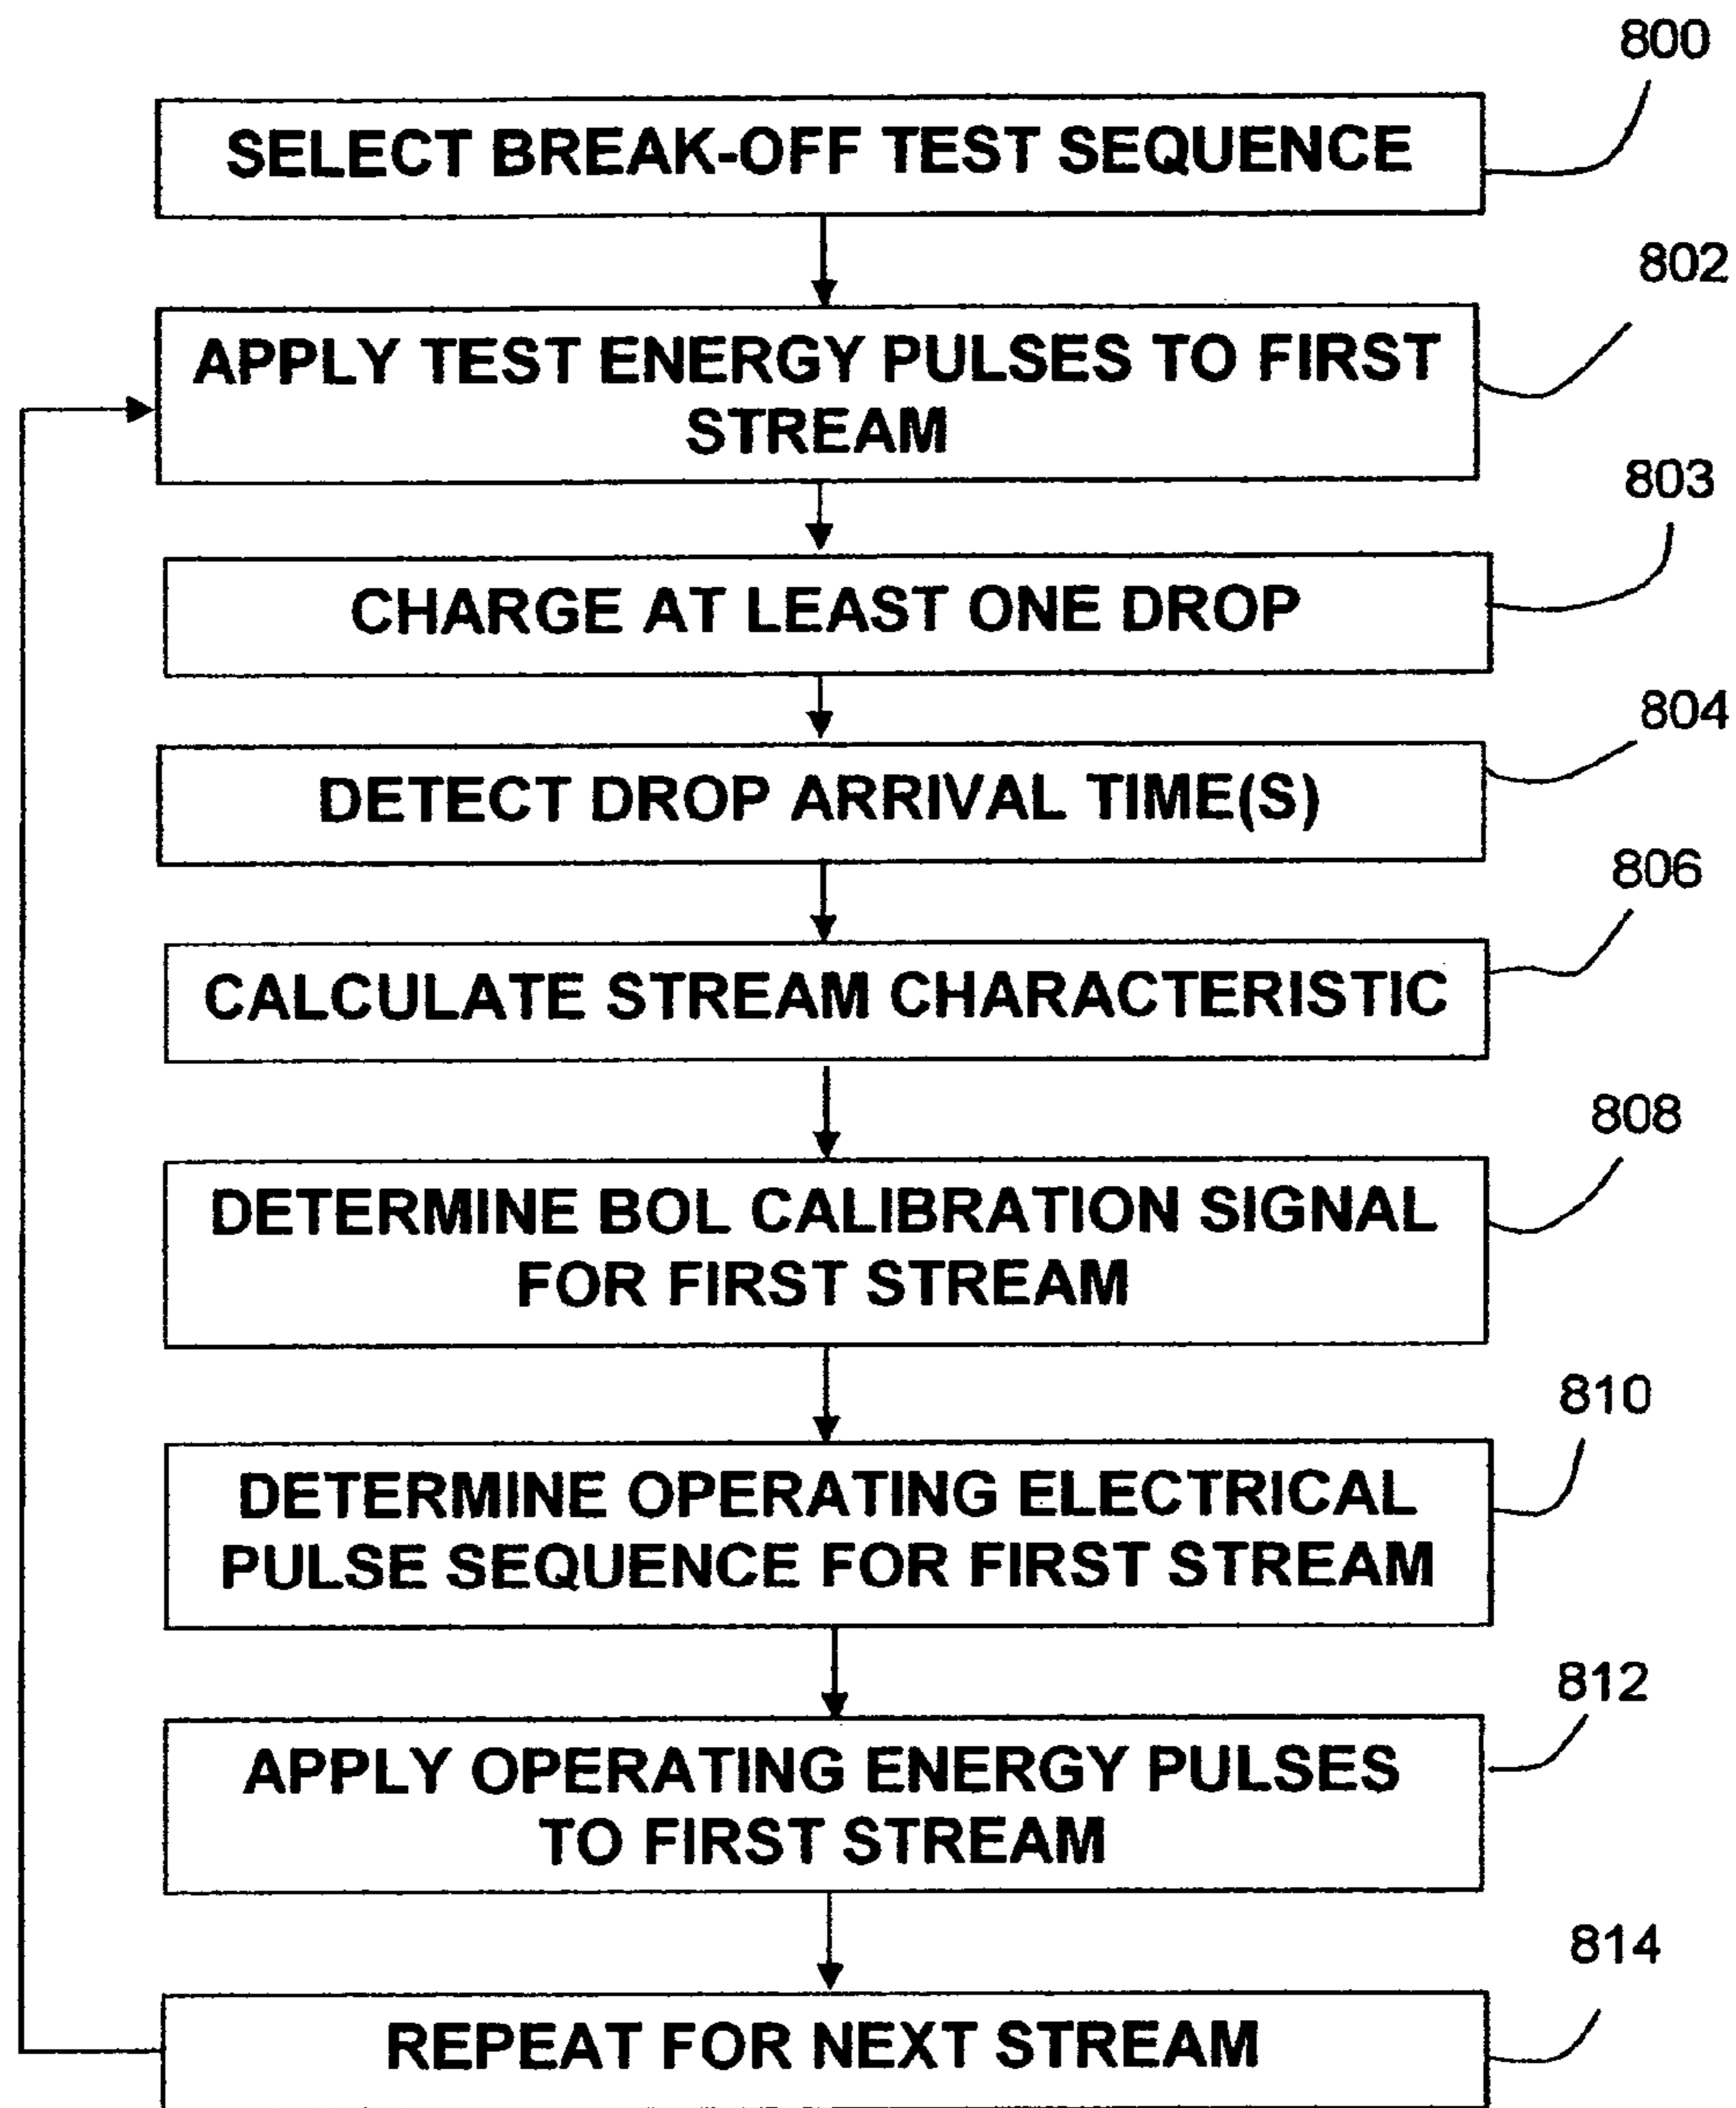 800
SELECT BREAK-OFF TEST SEQUENCE
802
APPLY TEST ENERGY PULSES TO FIRST
STREAM
803
CHARGE AT LEAST ONE DROP
804
DETECT DROP ARRIVAL TIME(S)
806
CALCULATE STREAM CHARACTERISTIC
808
DETERMINE BOL CALIBRATION SIGNAL
FOR FIRST STREAM
810
DETERMINE OPERATING ELECTRICAL
PULSE SEQUENCE FOR FIRST STREAM
812
APPLY OPERATING ENERGY PULSES
TO FIRST STREAM
814
REPEAT FOR NEXT STREAM